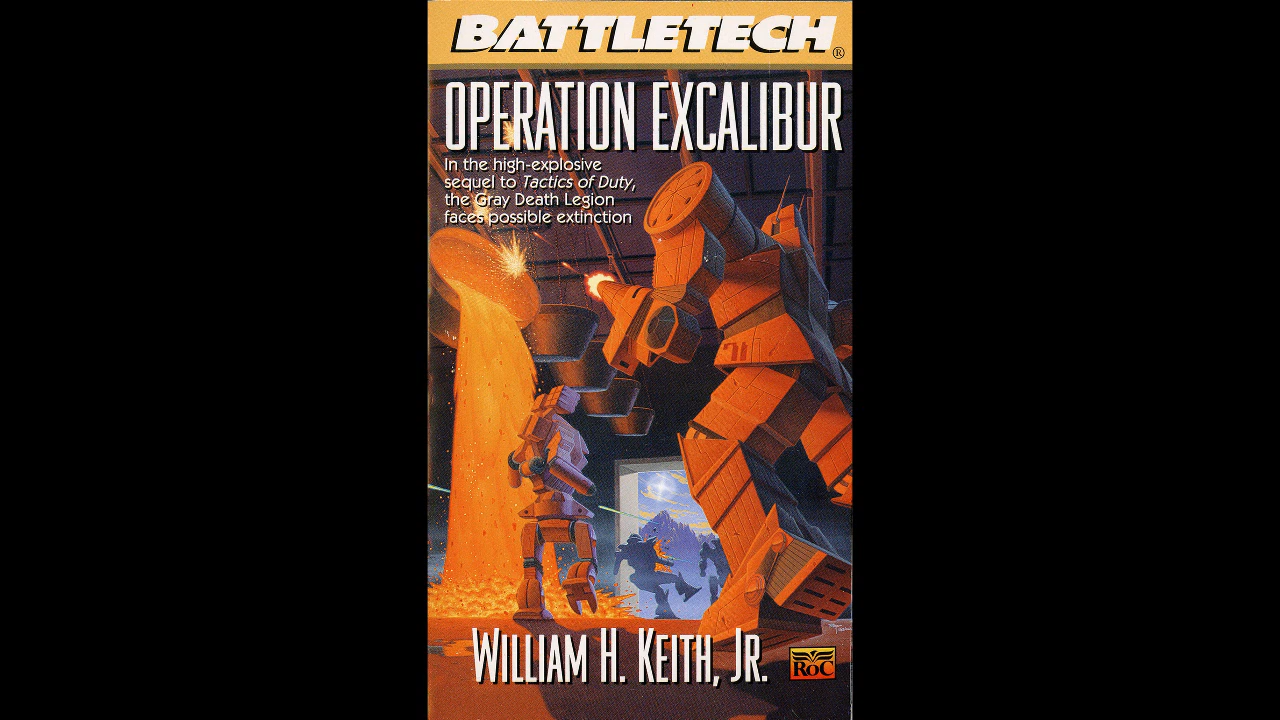 BATTLETECH®
OPERATION EXCALIBUR
In the high-explosive
sequel to Tactics of Duty,
the Gray Death Legion
faces possible extinction
71
WILLIAM H. KEITH, JR.
ROC